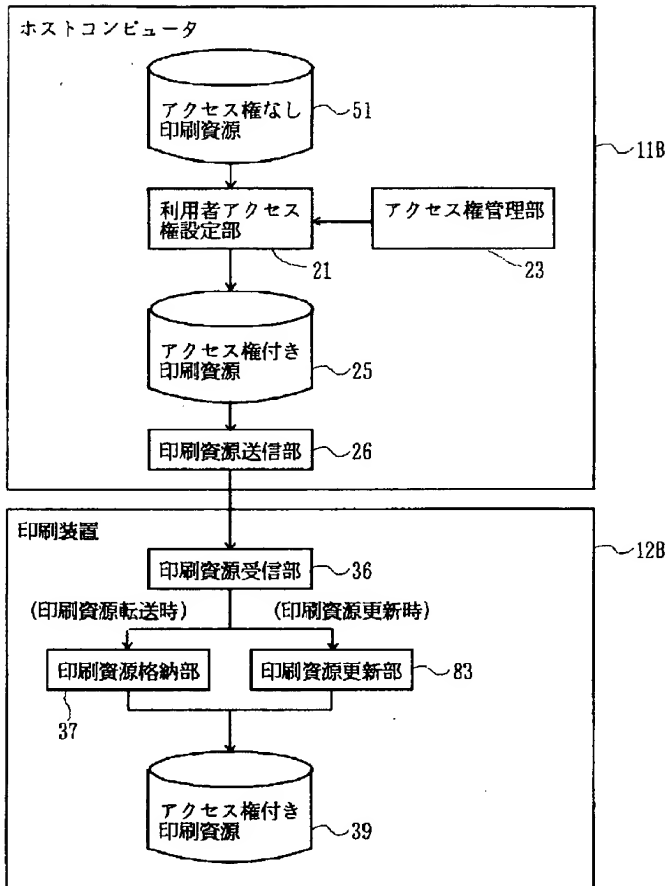 ホストコンピュータ
アクセス権なし
印刷資源
51
11B
利用者アクセス
権設定部
アクセス権管理部
21
23
アクセス権付き
印刷資源
25
印刷資源送信部
26
印刷装置
12B
印刷資源受信部
36
(印刷資源転送時)
(印刷資源更新時)
印刷資源格納部
印刷資源更新部
83
37
アクセス権付き
印刷資源
39